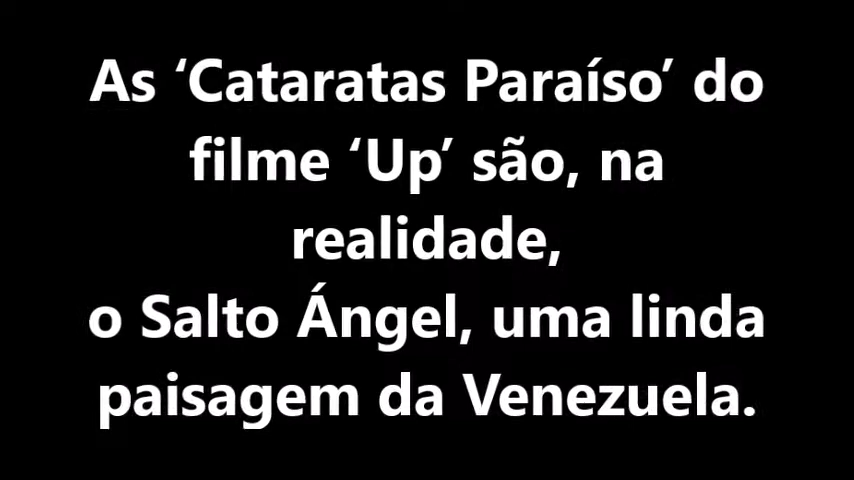 As ‘Cataratas Paraíso’ do
filme ‘Up’ são, na
realidade,
o Salto Ángel, uma linda
paisagem da Venezuela.